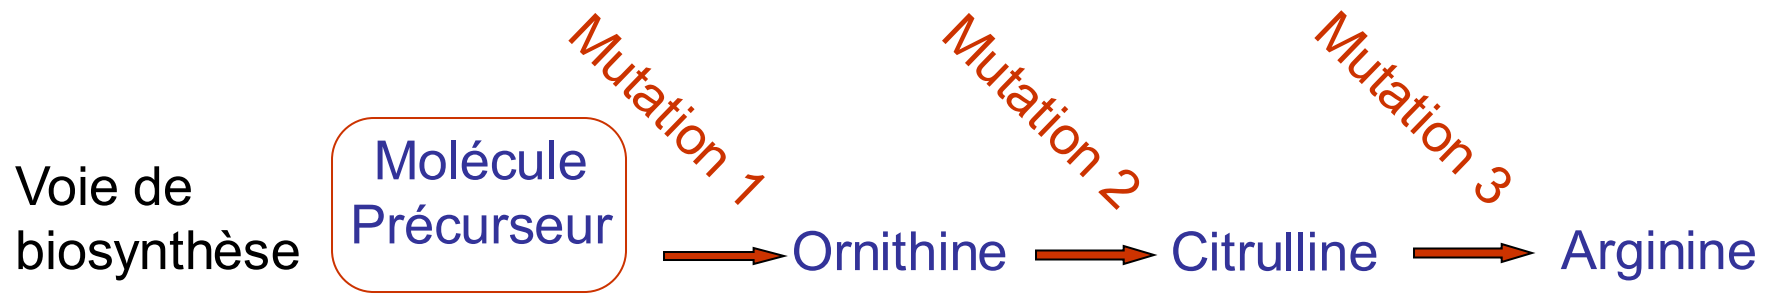 Mutation 1
Mutation 2
Mutation 3
Voie de
biosynthèse
Molécule
Précurseur
Ornithine
Citrulline
Arginine